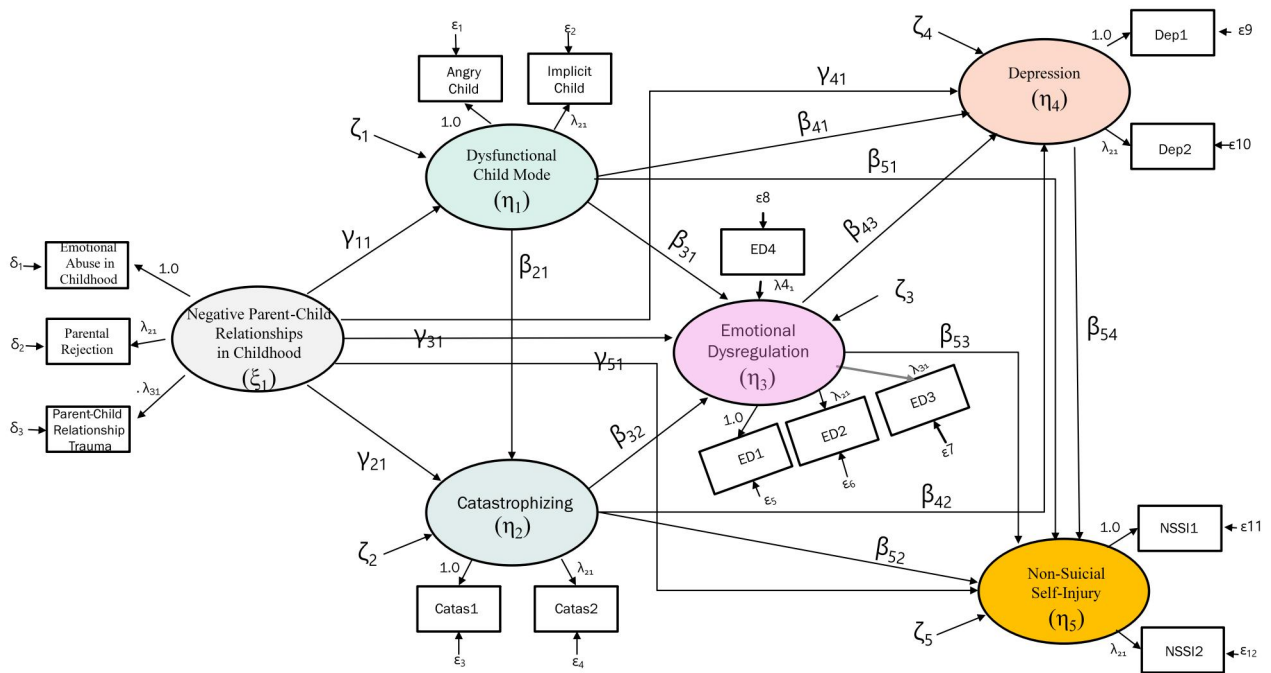 ε₁
ε₂
ζ₄
1.0
Dep1
ε9
Angry
Child
Implicit
Child
γ₄₁
Depression
(η₄)
ζ₁
1.0
λ₂₁
β₄₁
λ₂₁
Dep2
ε10
Dysfunctional
Child Mode
(η₁)
β₅₁
ε8
β₄₃
γ₁₁
β₃₁
ED4
δ₁
Emotional
Abuse in
Childhood
1.0
β₂₁
λ4₁
ζ₃
Negative Parent-Child
Relationships
in Childhood
(ξ₁)
δ₂
Parental
Rejection
λ₂₁
γ₃₁
Emotional
Dysregulation
(η₃)
β₅₃
β₅₄
γ₅₁
. λ₃₁
λ₃₁
δ₃
Parent-Child
Relationship
Trauma
β₃₂
1.0
λ₂₁
ED3
ED2
ED1
ε7
γ₂₁
ε₅
ε₆
Catastrophizing
(η₂)
β₄₂
1.0
NSSI1
ε11
ζ₂
1.0
λ₂₁
β₅₂
Non-Suicial
Self-Injury
(η₅)
Catas1
Catas2
ζ₅
λ₂₁
NSSI2
ε₁₂
ε₃
ε₄